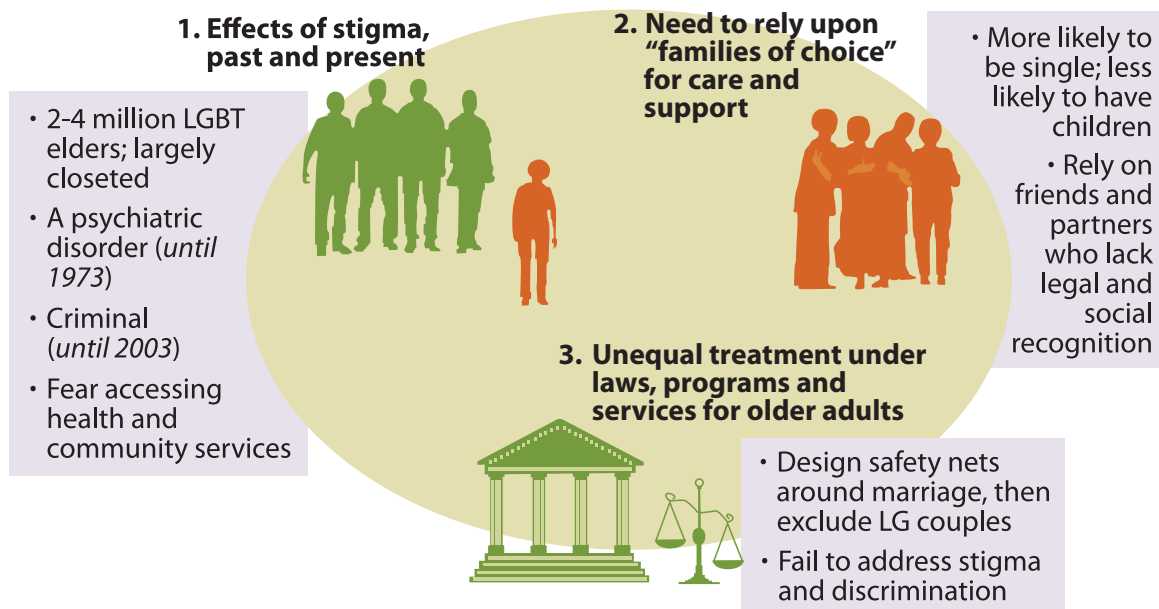 1. Effects of stigma,
past and present
• 2-4 million LGBT
elders; largely
closeted
• A psychiatric
disorder (until
1973)
• Criminal
(until 2003)
• Fear accessing
health and
community services
2. Need to rely upon
“families of choice”
for care and
support
• More likely to
be single; less
likely to have
children
• Rely on
friends and
partners
who lack
legal and
social
recognition
3. Unequal treatment under
laws, programs and
services for older adults
• Design safety nets
around marriage, then
exclude LG couples
• Fail to address stigma
and discrimination